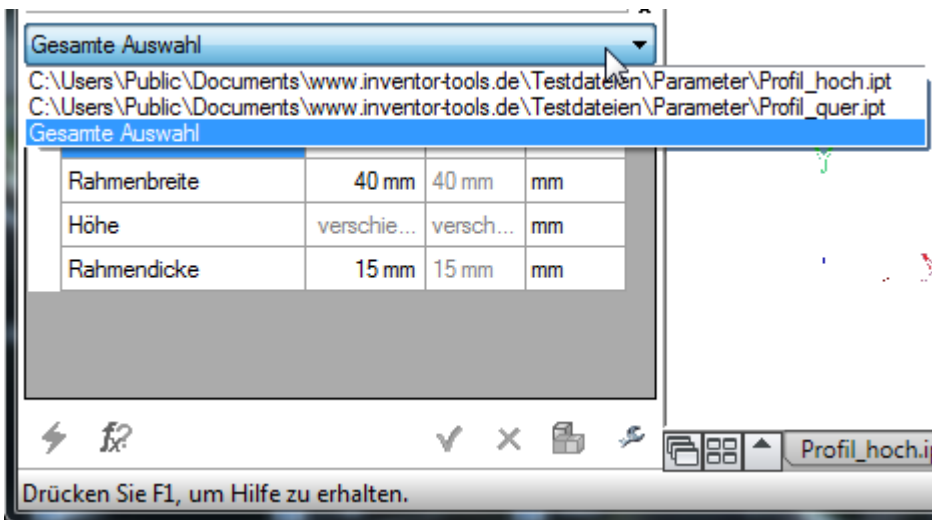 Gesamte Auswahl
C:\Users\Public\Documents\www.inventor-tools.de\Testdateien\Parameter\Profil_hoch.ipt
C:\Users\Public\Documents\www.inventor-tools.de\Testdateien\Parameter\Profil_quer.ipt
Gesamte Auswahl
Rahmenbreite 40 mm 40 mm mm
Höhe verschie... versch... mm
Rahmendicke 15 mm 15 mm mm
fx?
Profil_hoch.i
Drücken Sie F1, um Hilfe zu erhalten.